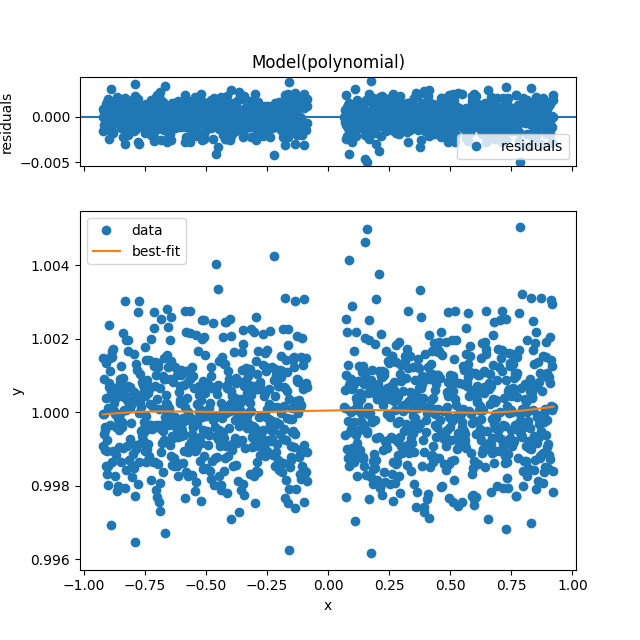 Model(polynomial)
residuals
0.000
−0.005
residuals
data
best-fit
y
1.004
1.002
1.000
0.998
0.996
−1.00 −0.75 −0.50 −0.25 0.00 0.25 0.50 0.75 1.00
x